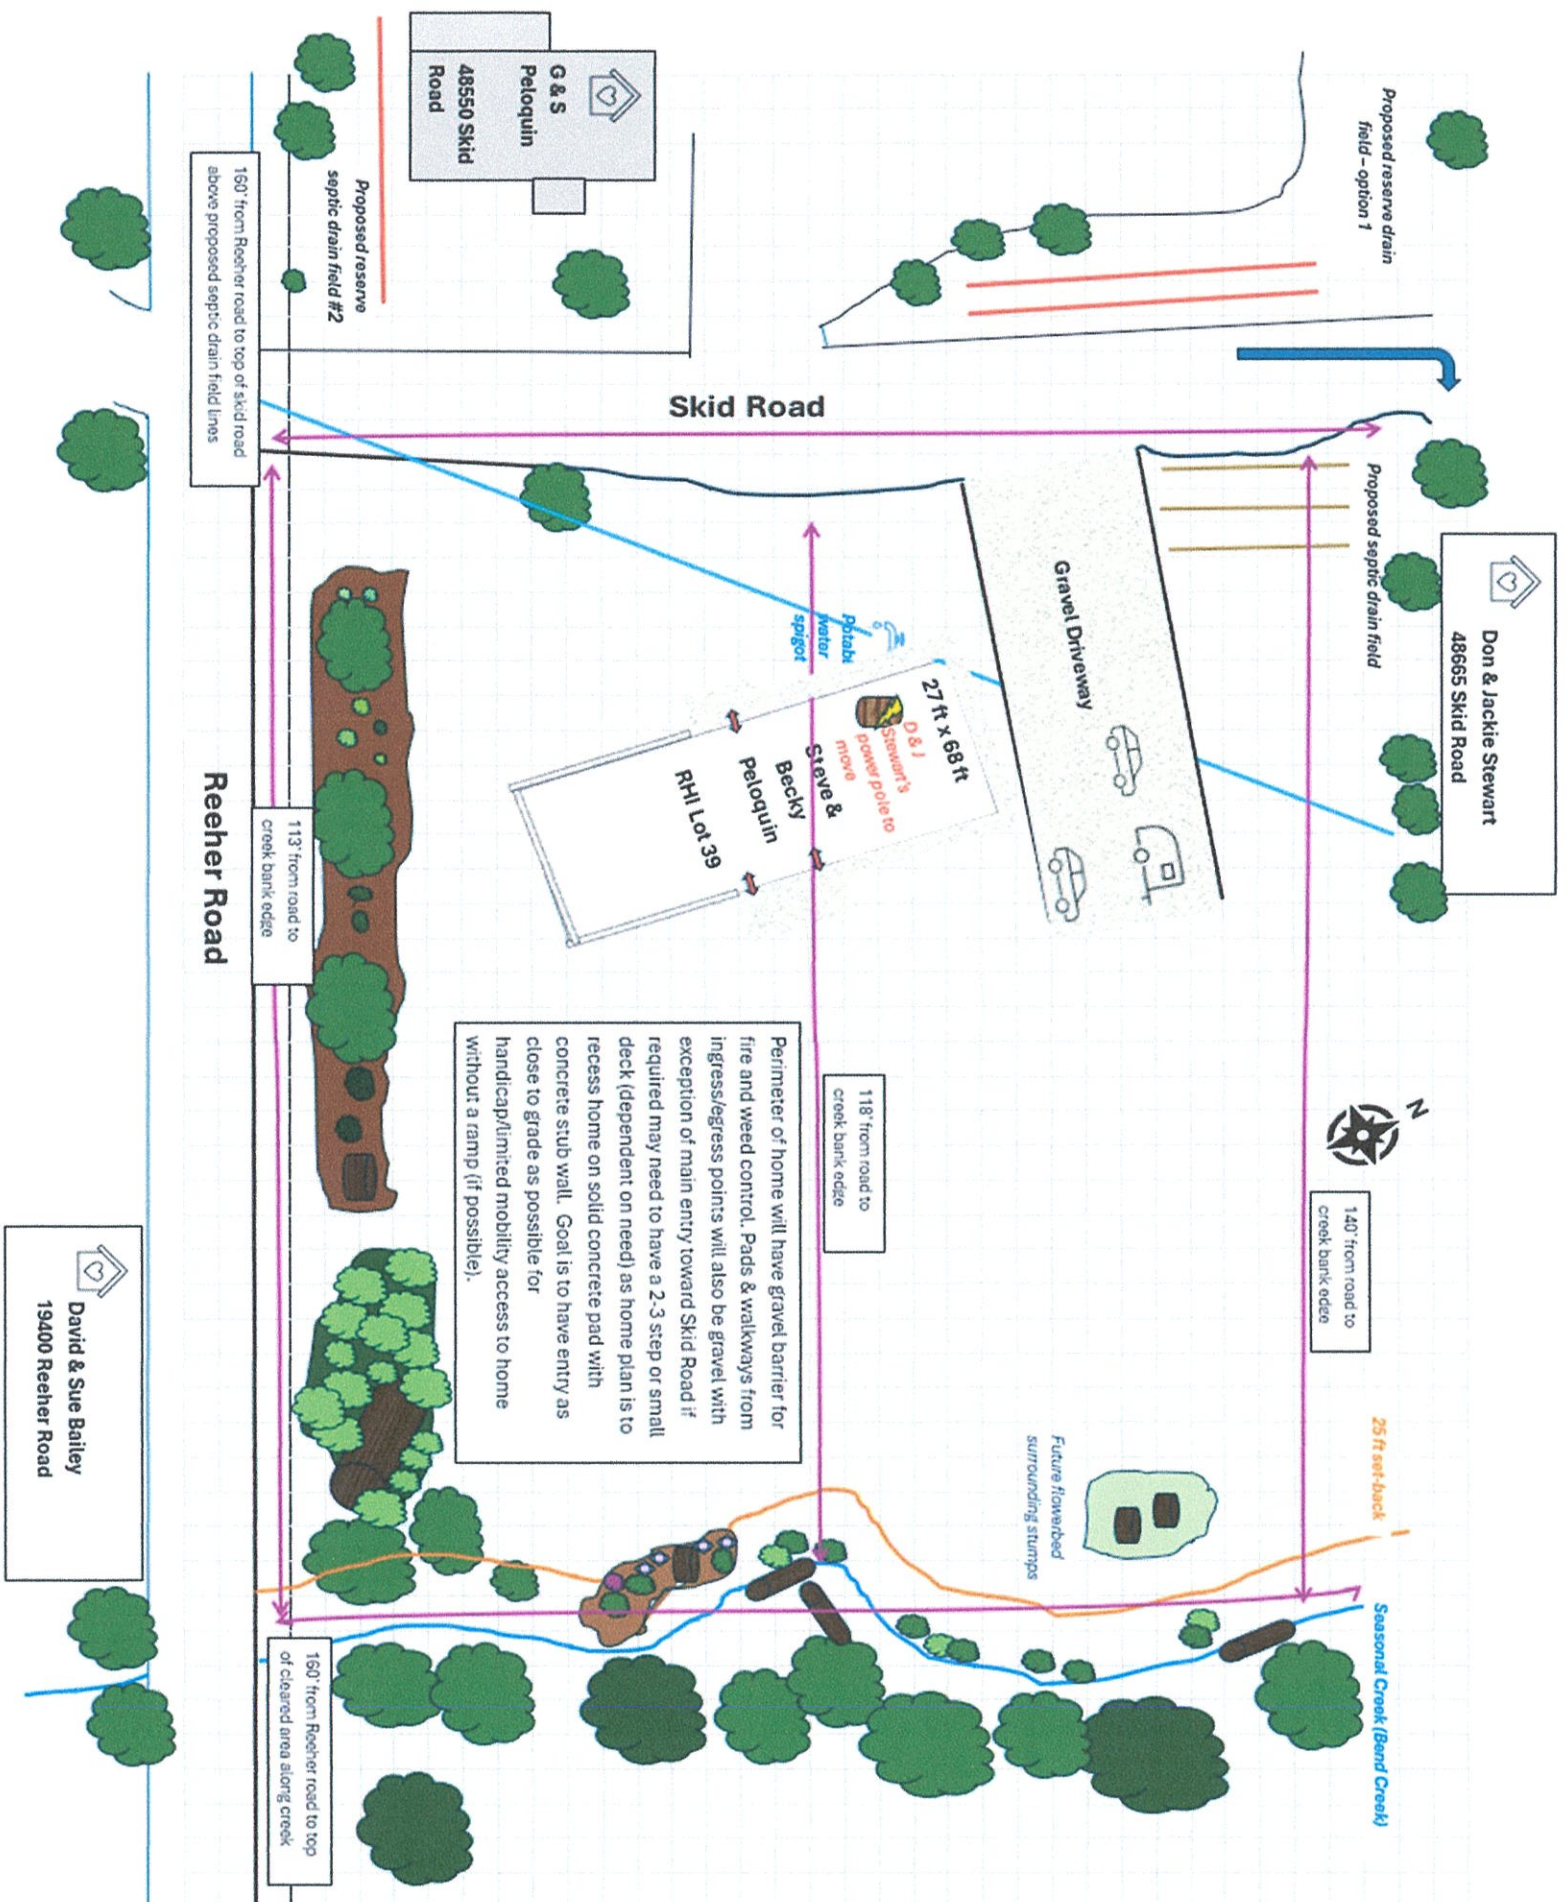 Proposed reserve drain
field – option 1
G & S
Peloquin
48550 Skid
Road
Proposed reserve
septic drain field #2
160' from Reeher road to top of skid road
above proposed septic drain field lines
Skid Road
Proposed septic drain field
Don & Jackie Stewart
48665 Skid Road
Gravel Driveway
Potabl
water
spigot
27 ft x 68 ft
D & J
Stewart's
power pole to
move
Steve &
Becky
Peloquin
RHI Lot 39
Reeher Road
113' from road to
creek bank edge
N
118' from road to
creek bank edge
140' from road to
creek bank edge
Perimeter of home will have gravel barrier for
fire and weed control. Pads & walkways from
ingress/egress points will also be gravel with
exception of main entry toward Skid Road if
required may need to have a 2-3 step or small
deck (dependent on need) as home plan is to
recess home on solid concrete pad with
concrete stub wall.  Goal is to have entry as
close to grade as possible for
handicap/limited mobility access to home
without a ramp (if possible).
25 ft set-back
Future flowerbed
surrounding stumps
Seasonal Creek (Bend Creek)
David & Sue Bailey
19400 Reeher Road
160' from Reeher road to top
of cleared area along creek